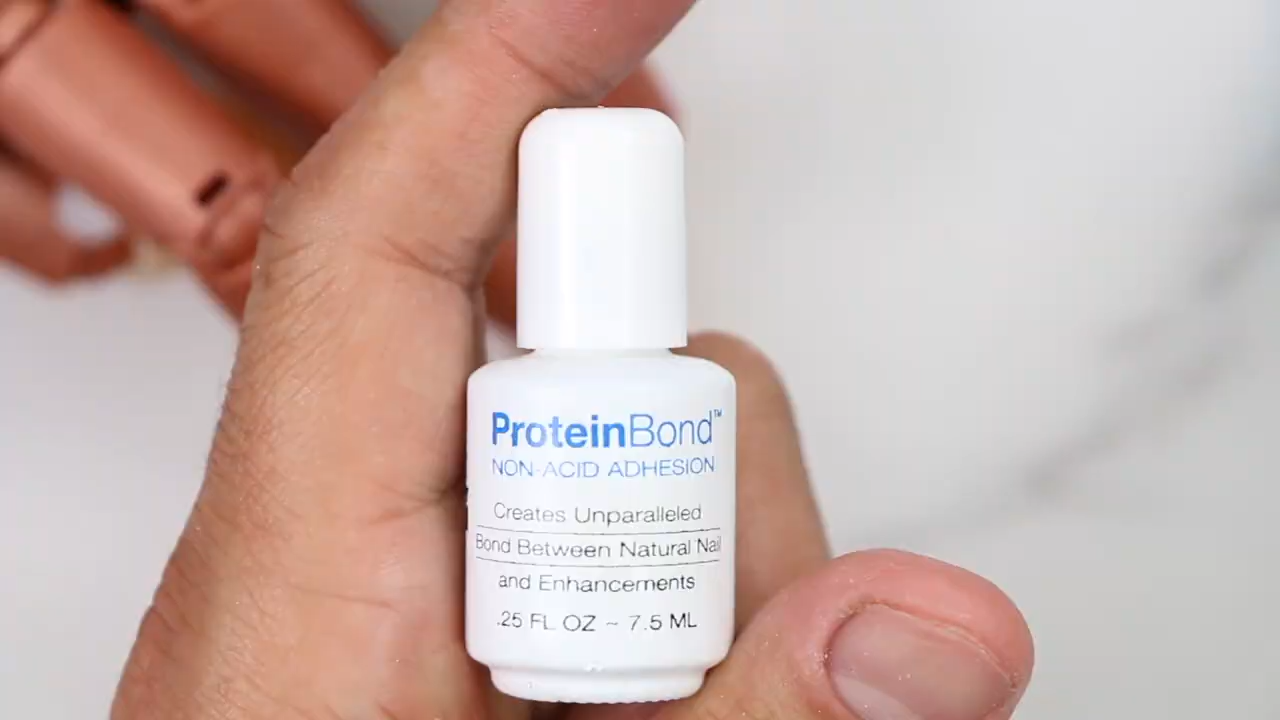 ProteinBond™
NON-ACID ADHESION
Creates Unparalleled
Bond Between Natural Nail
and Enhancements
.25 FL OZ ~ 7.5 ML